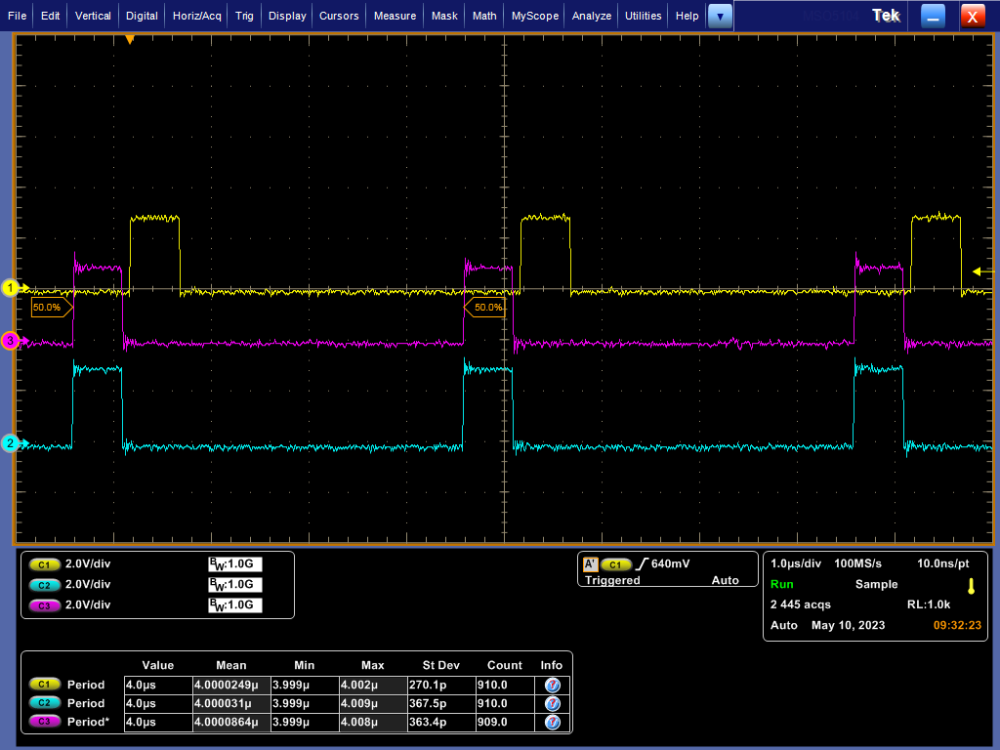 File Edit Vertical Digital Horiz/Acq Trig Display Cursors Measure Mask Math MyScope Analyze Utilities Help Tek X
1
50.0% 50.0%
3
2
C1 2.0V/div BW:1.0G
C2 2.0V/div BW:1.0G
C3 2.0V/div BW:1.0G
A' C1 640mV
Triggered Auto
1.0µs/div 100MS/s 10.0ns/pt
Run Sample
2 445 acqs RL:1.0k
Auto May 10, 2023 09:32:23
Value Mean Min Max St Dev Count Info
C1 Period 4.0µs 4.0000249µ 3.999µ 4.002µ 270.1p 910.0
C2 Period 4.0µs 4.000031µ 3.999µ 4.009µ 367.5p 910.0
C3 Period* 4.0µs 4.0000864µ 3.999µ 4.008µ 363.4p 909.0